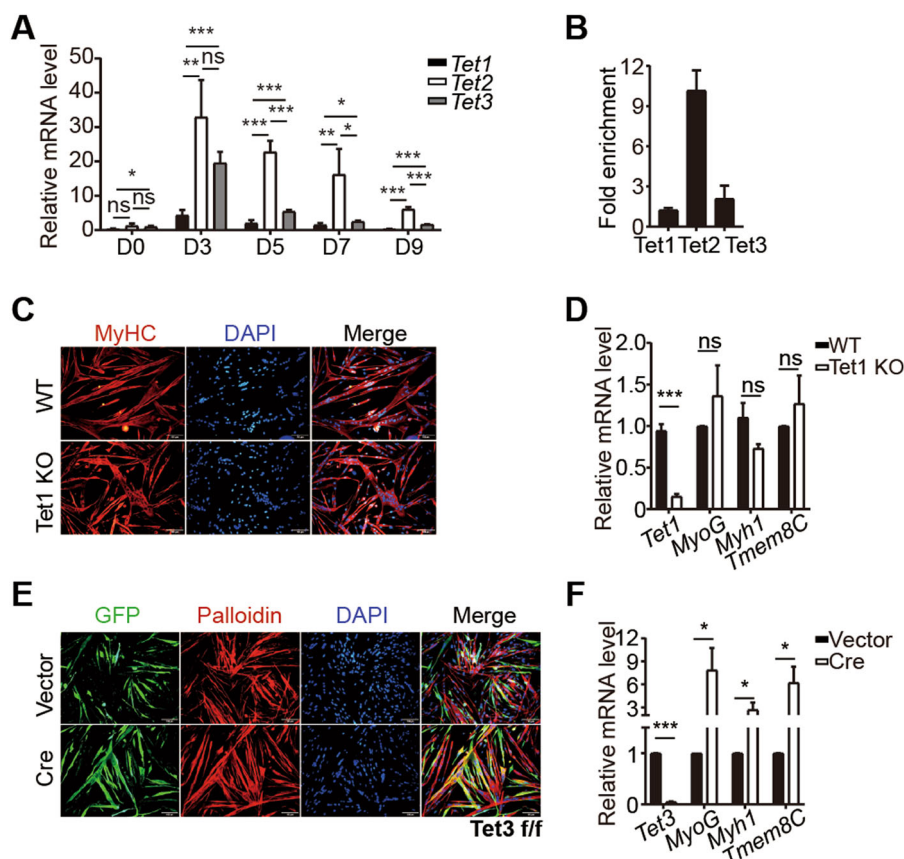 A
*** ** ns
*** *** ***
* ** *
*** *** ***
* ns ns
Tet1
Tet2
Tet3
Relative mRNA level
50
40
30
20
10
0
D0 D3 D5 D7 D9
B
Fold enrichment
12
9
6
3
0
Tet1 Tet2 Tet3
C
MyHC DAPI Merge
WT
Tet1 KO
D
WT
Tet1 KO
Relative mRNA level
2.0
1.5
1.0
0.5
0
*** ns ns ns
Tet1 MyoG Myh1 Tmem8C
E
GFP Palloidin DAPI Merge
Vector
Cre
Tet3 f/f
F
Vector
Cre
Relative mRNA level
12
9
6
3
1
0
*** * * *
Tet3 MyoG Myh1 Tmem8C